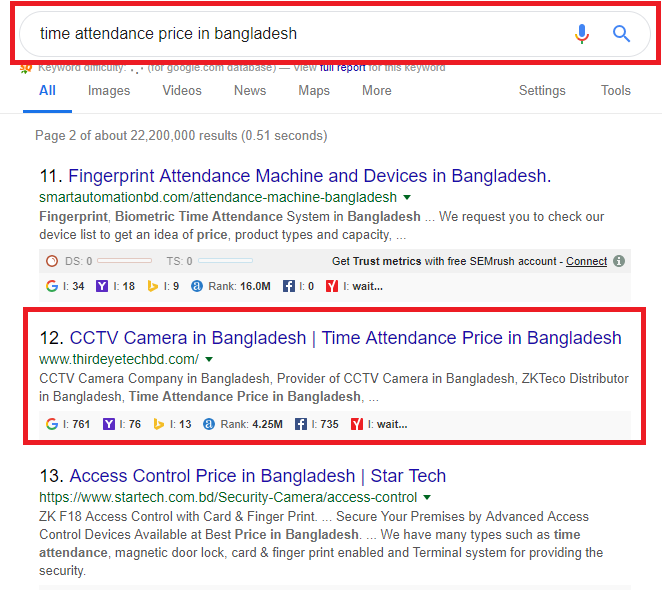 time attendance price in bangladesh
Keyword difficulty: (for google.com database) — View full report for this keyword
All Images Videos News Maps More Settings Tools
Page 2 of about 22,200,000 results (0.51 seconds)
11. Fingerprint Attendance Machine and Devices in Bangladesh.
smartautomationbd.com/attendance-machine-bangladesh
Fingerprint, Biometric Time Attendance System in Bangladesh ... We request you to check our
device list to get an idea of price, product types and capacity, ...
DS: 0 TS: 0 Get Trust metrics with free SEMrush account - Connect
I: 34 I: 18 I: 9 Rank: 16.0M I: 0 I: wait...
12. CCTV Camera in Bangladesh | Time Attendance Price in Bangladesh
www.thirdeyetechbd.com/
CCTV Camera Company in Bangladesh, Provider of CCTV Camera in Bangladesh, ZKTeco Distributor
in Bangladesh, Time Attendance Price in Bangladesh, ...
I: 761 I: 76 I: 13 Rank: 4.25M I: 735 I: wait...
13. Access Control Price in Bangladesh | Star Tech
https://www.startech.com.bd/Security-Camera/access-control
ZK F18 Access Control with Card & Finger Print. ... Secure Your Premises by Advanced Access
Control Devices Available at Best Price in Bangladesh. ... We have many types such as time
attendance, magnetic door lock, card & finger print enabled and Terminal system for providing the
security.